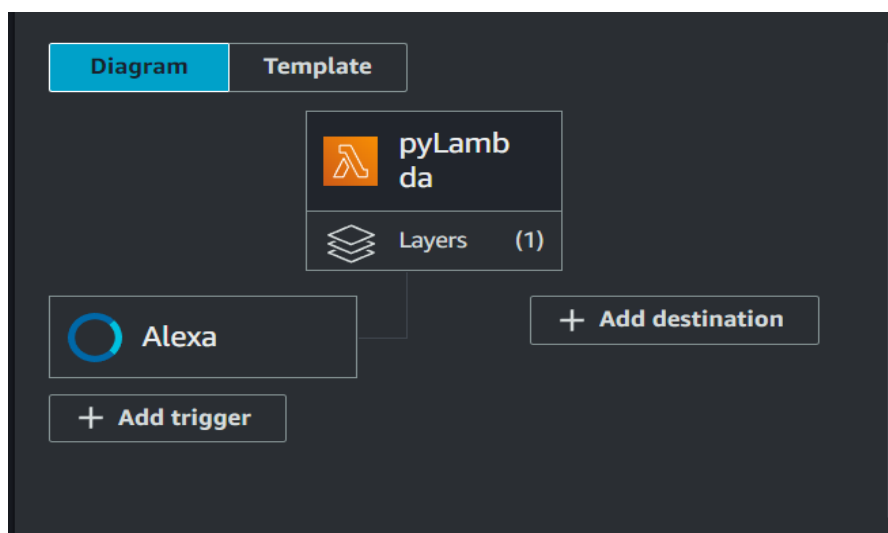 Diagram
Template
pyLamb
da
Layers (1)
Alexa
+ Add destination
+ Add trigger